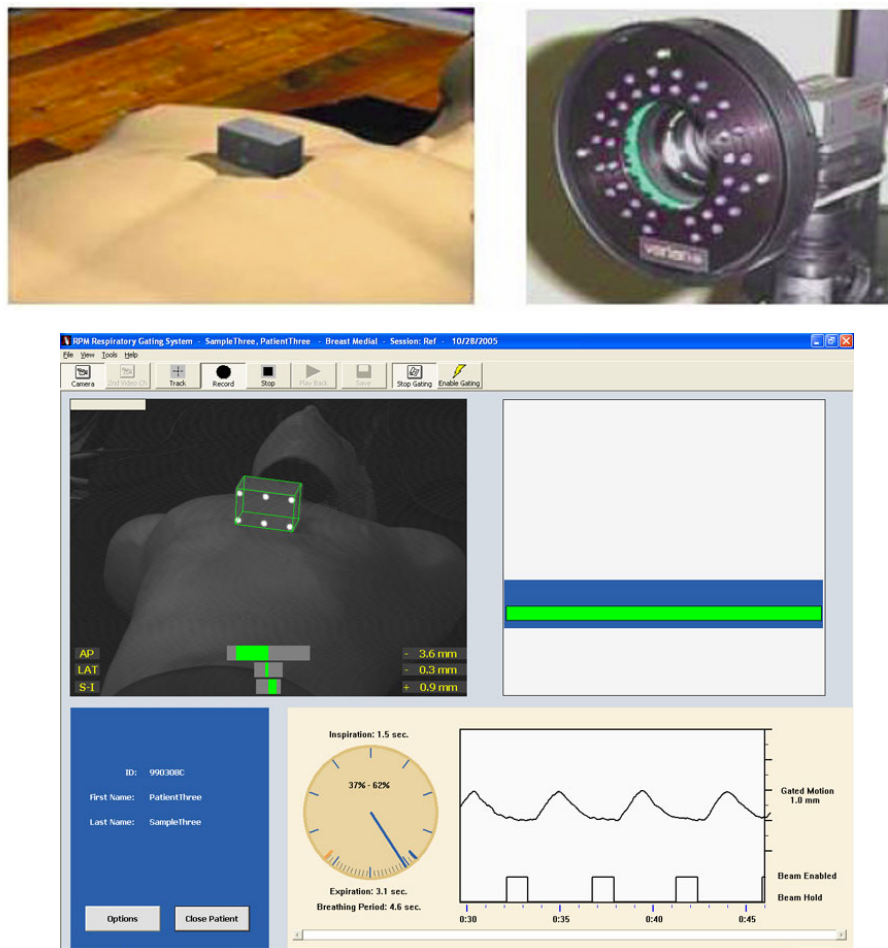 varian
RPM Respiratory Gating System - SampleThree, PatientThree - Breast Medial - Session: Ref - 10/28/2005
File View Tools Help
Camera 2nd Video Ch Track Record Stop Play Back Save Stop Gating Enable Gating
AP - 3.6 mm
LAT - 0.3 mm
S-I + 0.9 mm
ID: 990308C
First Name: PatientThree
Last Name: SampleThree
Options Close Patient
Inspiration: 1.5 sec.
37% - 62%
Expiration: 3.1 sec.
Breathing Period: 4.6 sec.
Gated Motion
1.0 mm
Beam Enabled
Beam Hold
0:30 0:35 0:40 0:45